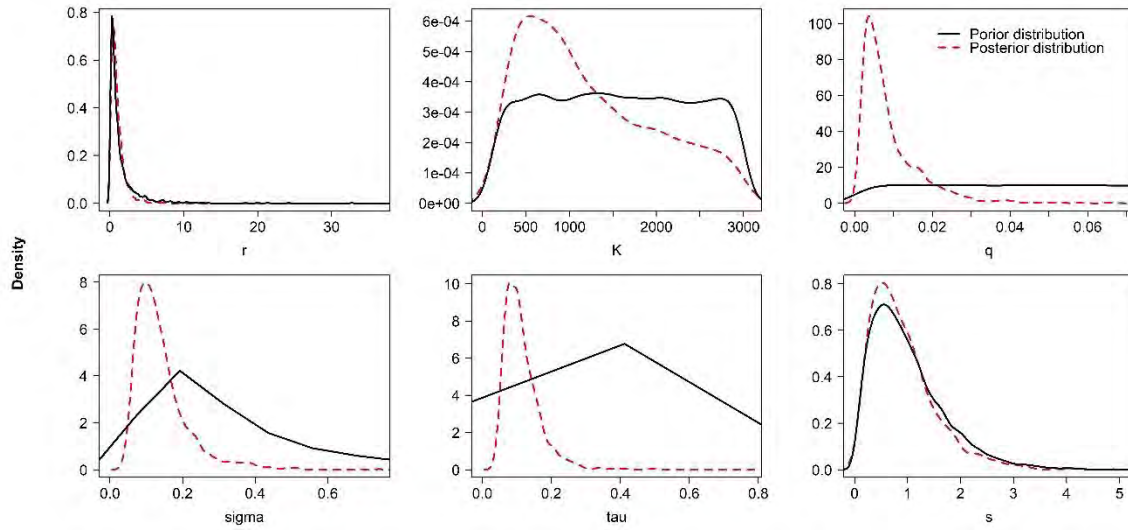 0.8
0.6
0.4
0.2
0.0
0 10 20 30
r
6e-04
5e-04
4e-04
3e-04
2e-04
1e-04
0e+00
0 500 1000 2000 3000
K
100
80
60
40
20
0
0.00 0.02 0.04 0.06
q
Porior distribution
Posterior distribution
Density
8
6
4
2
0
0.0 0.2 0.4 0.6
sigma
10
8
6
4
2
0
0.0 0.2 0.4 0.6 0.8
tau
0.8
0.6
0.4
0.2
0.0
0 1 2 3 4 5
s